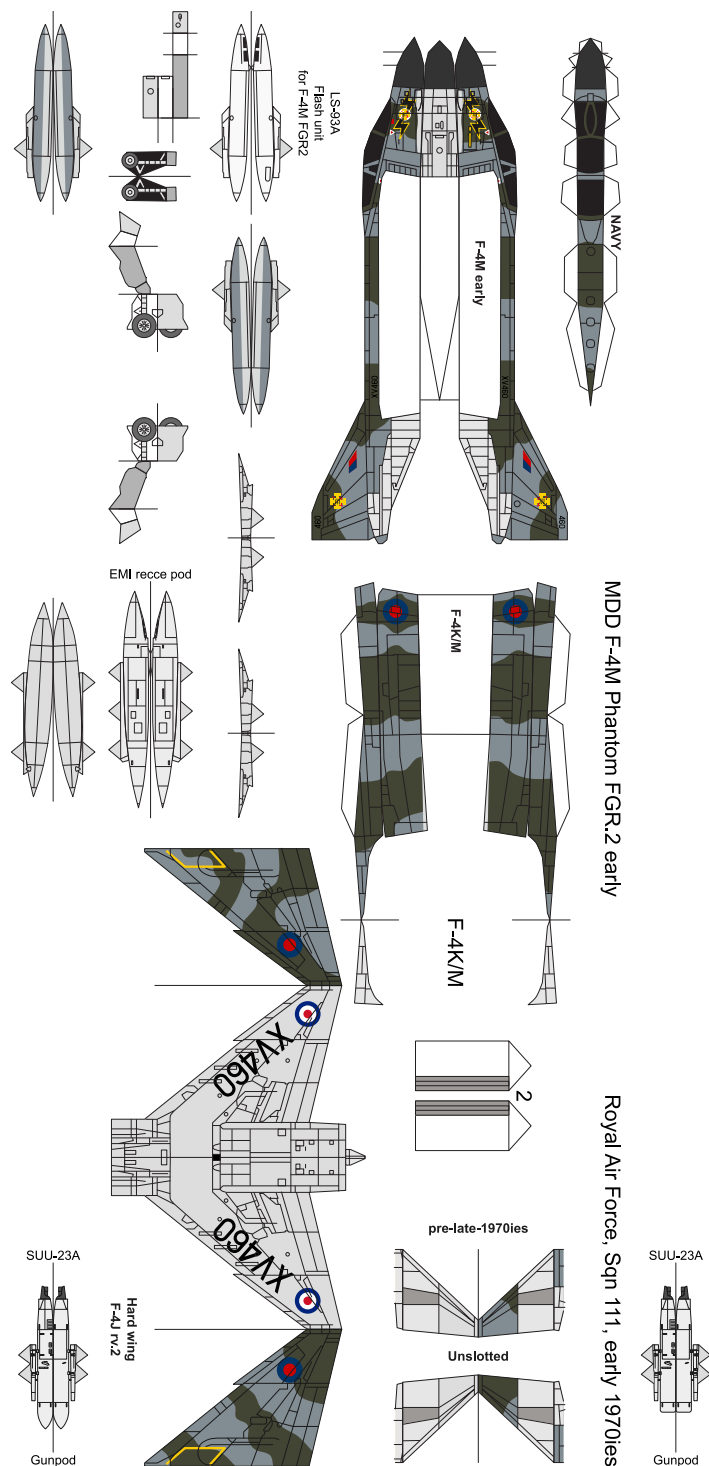 LS-93A
Flash unit
for F-4M FGR2
NAVY
F-4M early
XV460
XV460
460
460
EMI recce pod
MDD F-4M Phantom FGR.2 early
F-4K/M
F-4K/M
XV460
XV460
2
Royal Air Force, Sqn 111, early 1970ies
pre-late-1970ies
Unslotted
SUU-23A
Gunpod
Hard wing
F-4J rv.2
SUU-23A
Gunpod